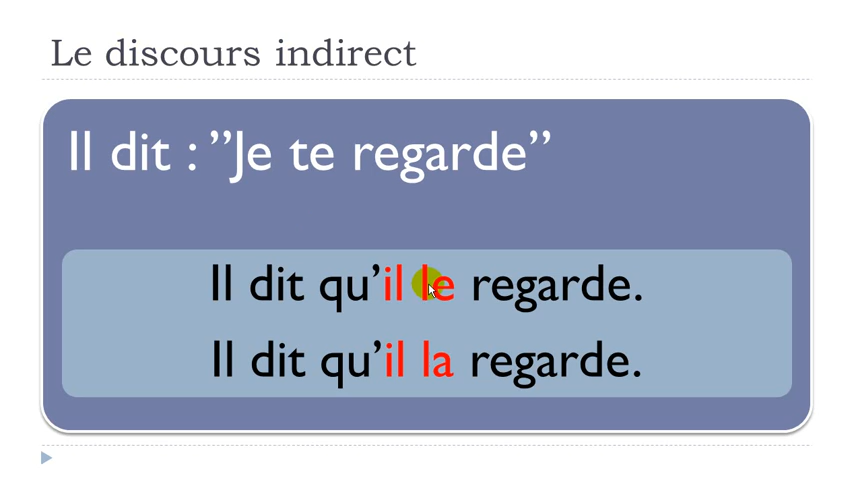 Le discours indirect
Il dit : ”Je te regarde”
Il dit qu’il le regarde.
Il dit qu’il la regarde.